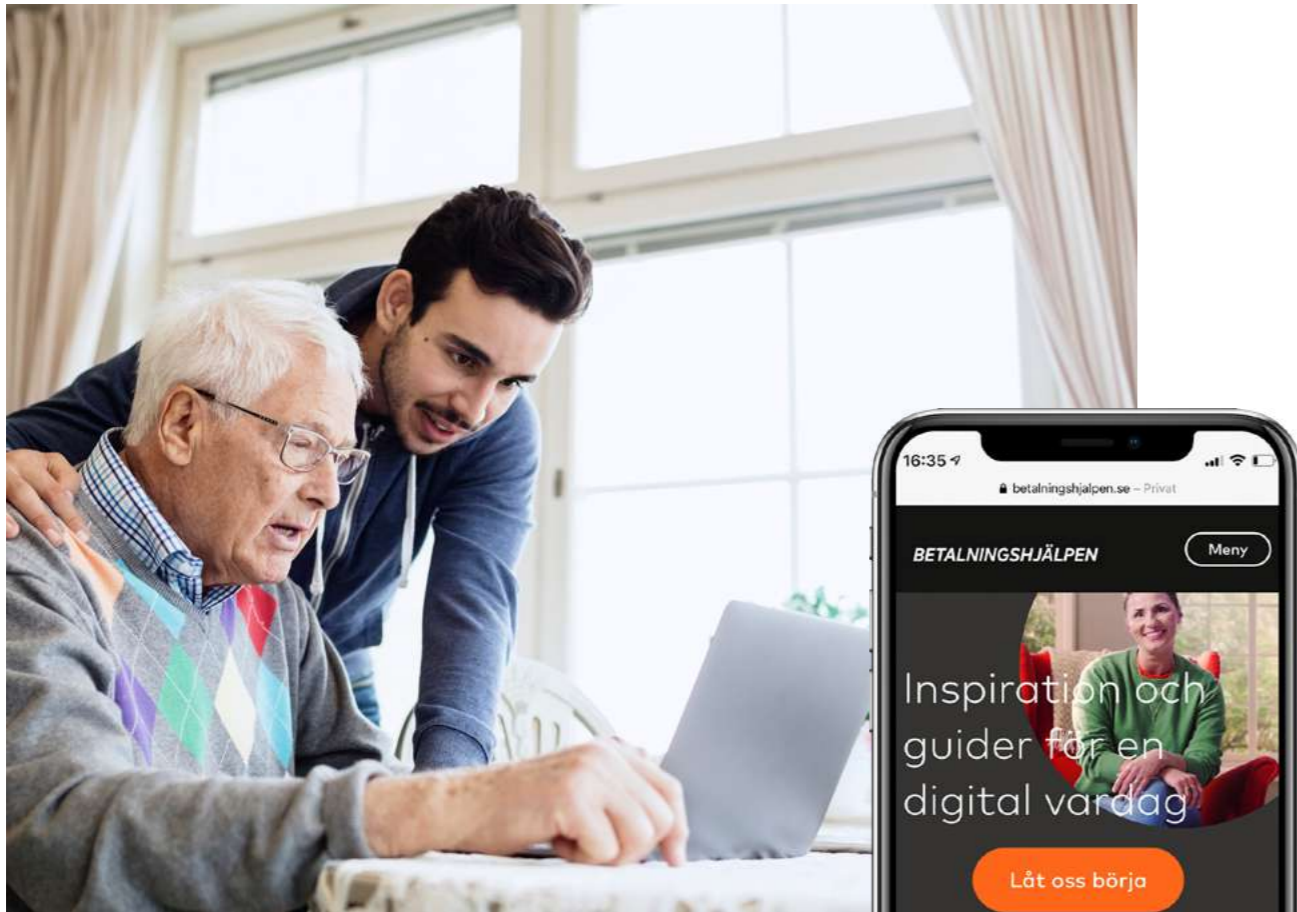 16:35
betalningshjalpen.se – Privat
BETALNINGSHJÄLPEN
Meny
Inspiration och
guider för en
digital vardag
Låt oss börja